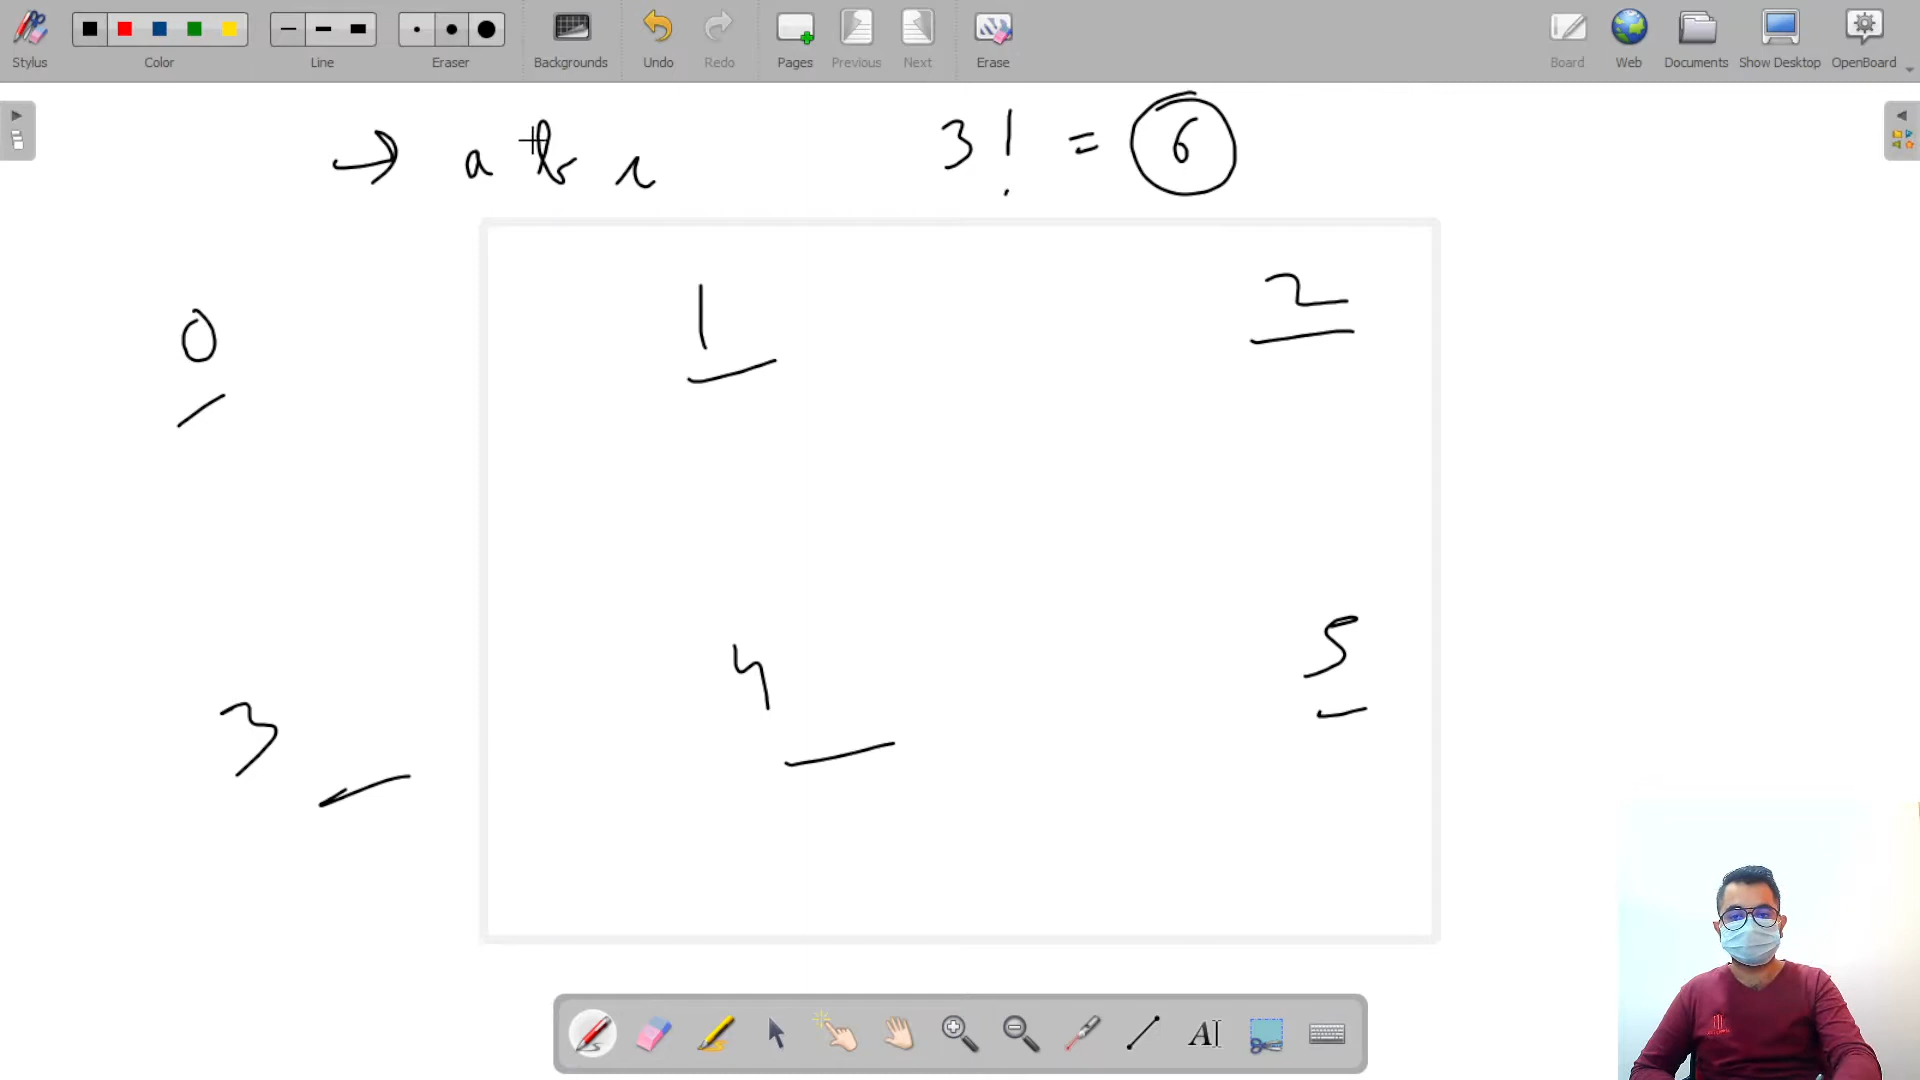 Stylus Color Line Eraser Backgrounds Undo Redo Pages Previous Next Erase Board Web Documents Show Desktop OpenBoard
→ a b c 3! = 6
0 1 2
3 4 5